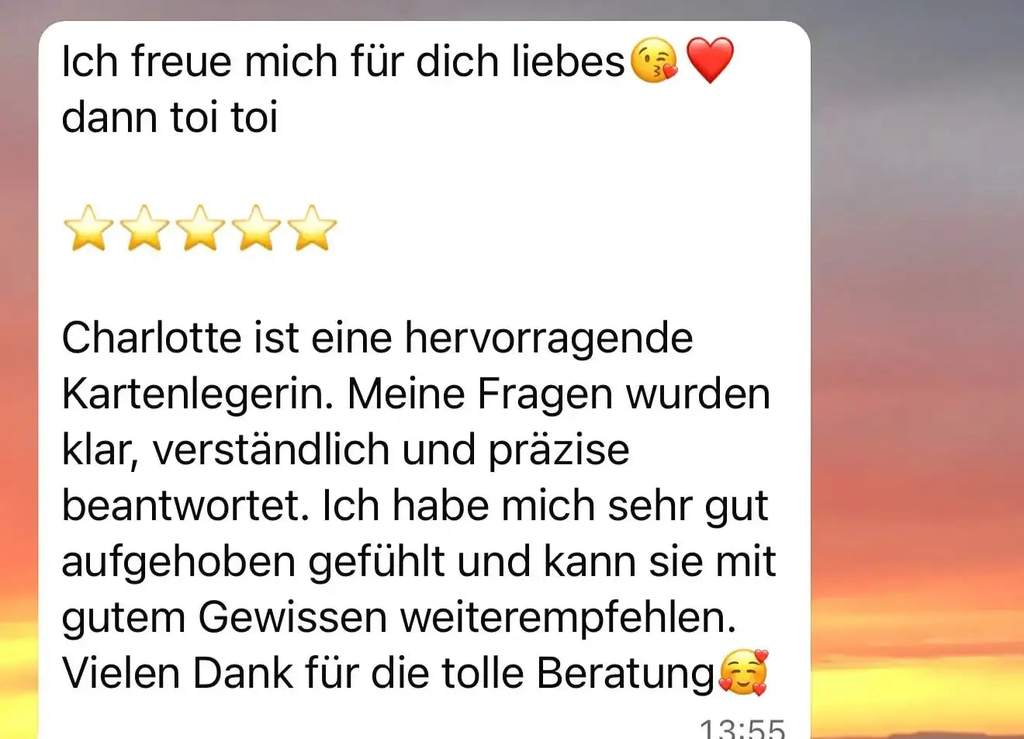 Ich freue mich für dich liebes😘❤️
dann toi toi
⭐⭐⭐⭐⭐
Charlotte ist eine hervorragende
Kartenlegerin. Meine Fragen wurden
klar, verständlich und präzise
beantwortet. Ich habe mich sehr gut
aufgehoben gefühlt und kann sie mit
gutem Gewissen weiterempfehlen.
Vielen Dank für die tolle Beratung🥰
13:55